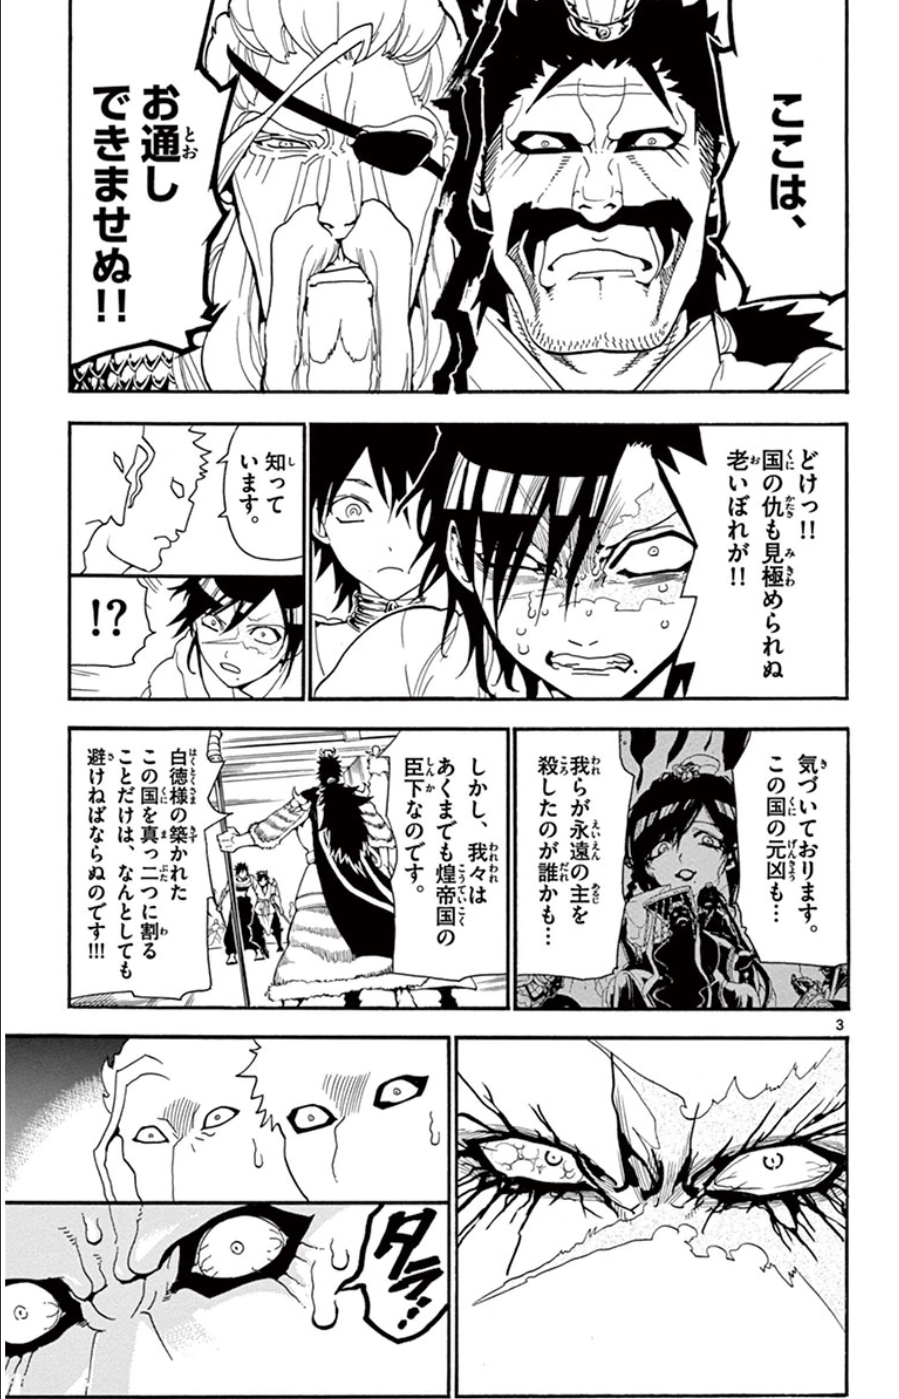 ここは、
お通し
できませぬ!!
どけっ!!
国の仇も見極められぬ
老いぼれが!!
知って
います。
!?
気づいております。
この国の元凶も…
我らが永遠の主を
殺したのが誰かも…
しかし、我々は
あくまでも煌帝国の
臣下なのです。
白徳様の築かれた
この国を真っ二つに割る
ことだけは、なんとしても
避けねばならぬのです!!!
3
タラ…